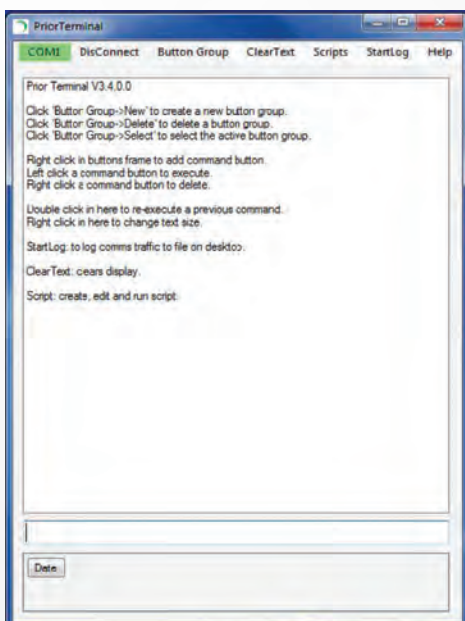 PriorTerminal
COM1 DisConnect Button Group ClearText Scripts StartLog Help
Prior Terminal V3.4.0.0
Click 'Button Group->New' to create a new button group.
Click 'Button Group->Delete' to delete a button group.
Click 'Button Group->Select' to select the active button group.
Right click in buttons frame to add command button.
Left click a command button to execute.
Right click a command button to delete.
Double click in here to re-execute a previous command.
Right click in here to change text size.
StartLog: to log comms traffic to file on desktop.
ClearText: clears display.
Script: create, edit and run script.
Date